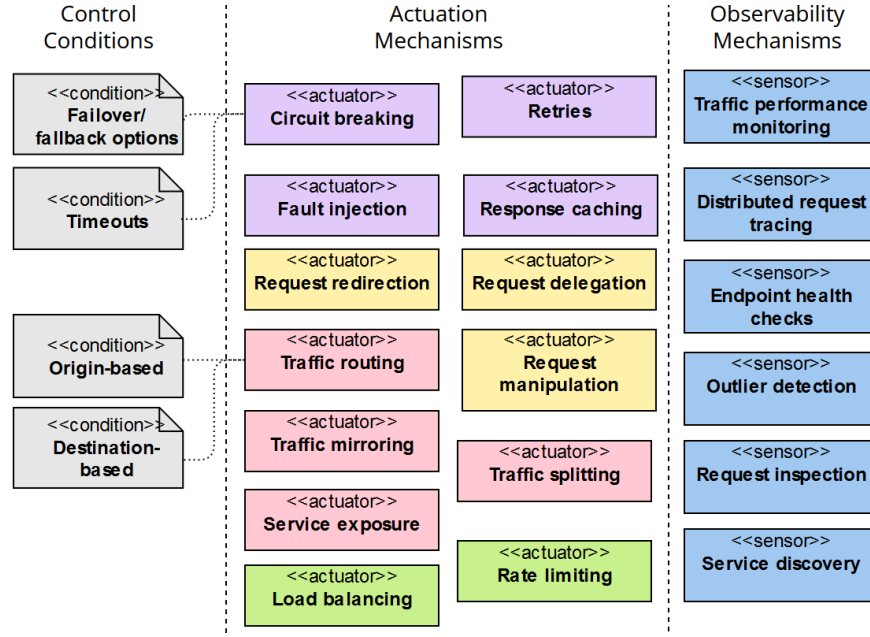 Control
Conditions
Actuation
Mechanisms
Observability
Mechanisms
<<condition>>
Failover/
fallback options
<<condition>>
Timeouts
<<condition>>
Origin-based
<<condition>>
Destination-
based
<<actuator>>
Circuit breaking
<<actuator>>
Retries
<<actuator>>
Fault injection
<<actuator>>
Response caching
<<actuator>>
Request redirection
<<actuator>>
Request delegation
<<actuator>>
Traffic routing
<<actuator>>
Request
manipulation
<<actuator>>
Traffic mirroring
<<actuator>>
Traffic splitting
<<actuator>>
Service exposure
<<actuator>>
Rate limiting
<<actuator>>
Load balancing
<<sensor>>
Traffic performance
monitoring
<<sensor>>
Distributed request
tracing
<<sensor>>
Endpoint health
checks
<<sensor>>
Outlier detection
<<sensor>>
Request inspection
<<sensor>>
Service discovery